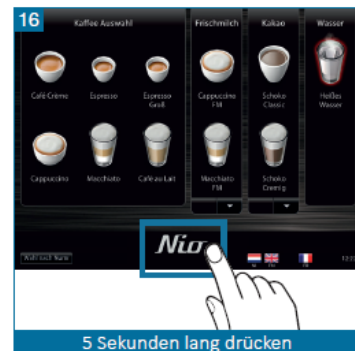 16
Kaffee Auswahl
Frischmilch
Kakao
Wasser
Café Crème
Espresso
Espresso
Groß
Cappuccino
FM
Schoko
Classic
Heißes
Wasser
Cappuccino
Macchiato
Café au Lait
Macchiato
FM
Schoko
Cremig
Nio
5 Sekunden lang drücken